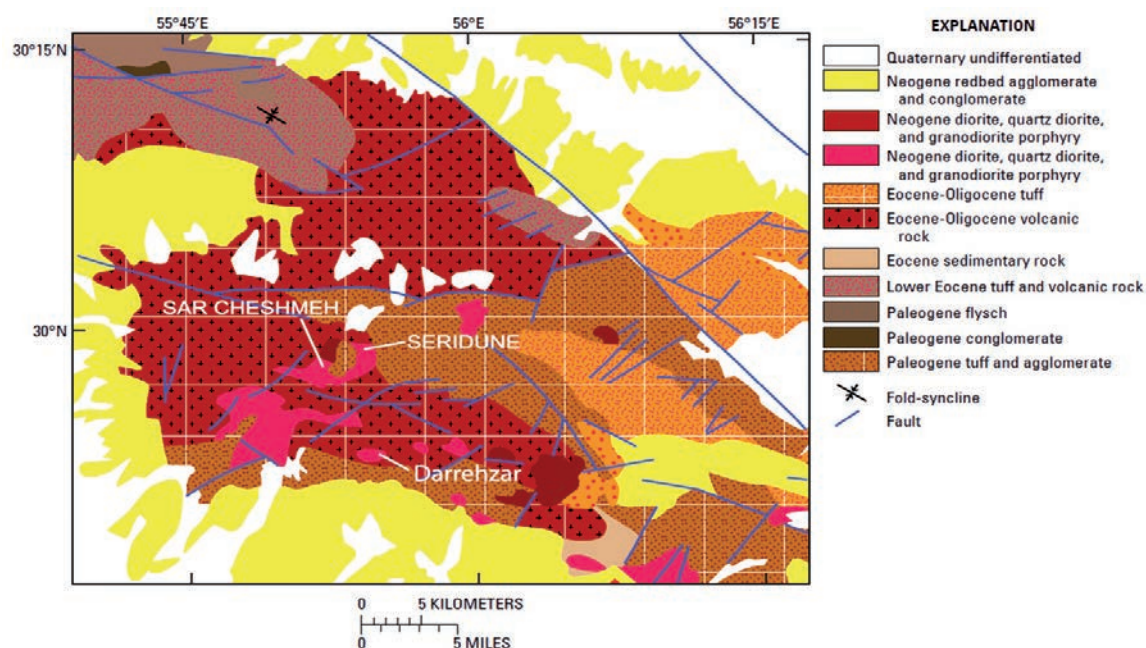 55°45′E
56°E
56°15′E
30°15′N
30°N
SAR CHESHMEH
SERIDUNE
Darrehzar
0 5 KILOMETERS
0 5 MILES
EXPLANATION
Quaternary undifferentiated
Neogene redbed agglomerate
and conglomerate
Neogene diorite, quartz diorite,
and granodiorite porphyry
Neogene diorite, quartz diorite,
and granodiorite porphyry
Eocene-Oligocene tuff
Eocene-Oligocene volcanic
rock
Eocene sedimentary rock
Lower Eocene tuff and volcanic rock
Paleogene flysch
Paleogene conglomerate
Paleogene tuff and agglomerate
Fold-syncline
Fault